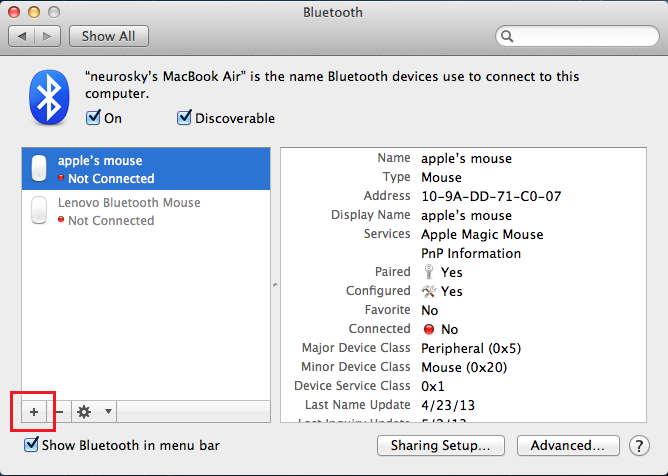 Bluetooth
Show All
“neurosky’s MacBook Air” is the name Bluetooth devices use to connect to this
computer.
On Discoverable
apple’s mouse
Not Connected
Lenovo Bluetooth Mouse
Not Connected
Name apple’s mouse
Type Mouse
Address 10-9A-DD-71-C0-07
Display Name apple’s mouse
Services Apple Magic Mouse
PnP Information
Paired Yes
Configured Yes
Favorite No
Connected No
Major Device Class Peripheral (0x5)
Minor Device Class Mouse (0x20)
Device Service Class 0x1
Last Name Update 4/23/13
Last Inquiry Update
+ −
Show Bluetooth in menu bar
Sharing Setup... Advanced... ?